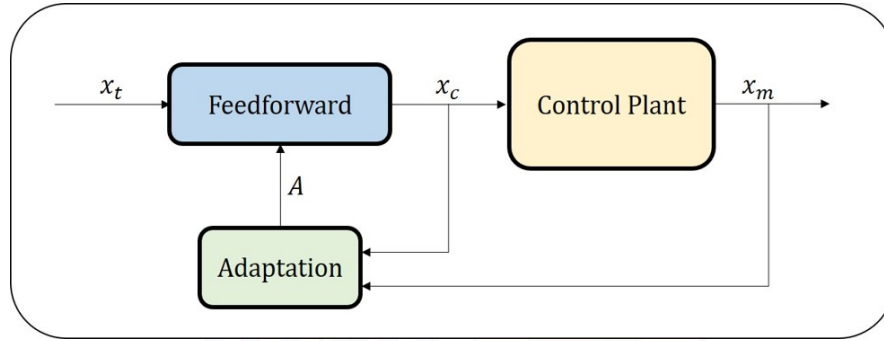 x_t
Feedforward
x_c
Control Plant
x_m
A
Adaptation